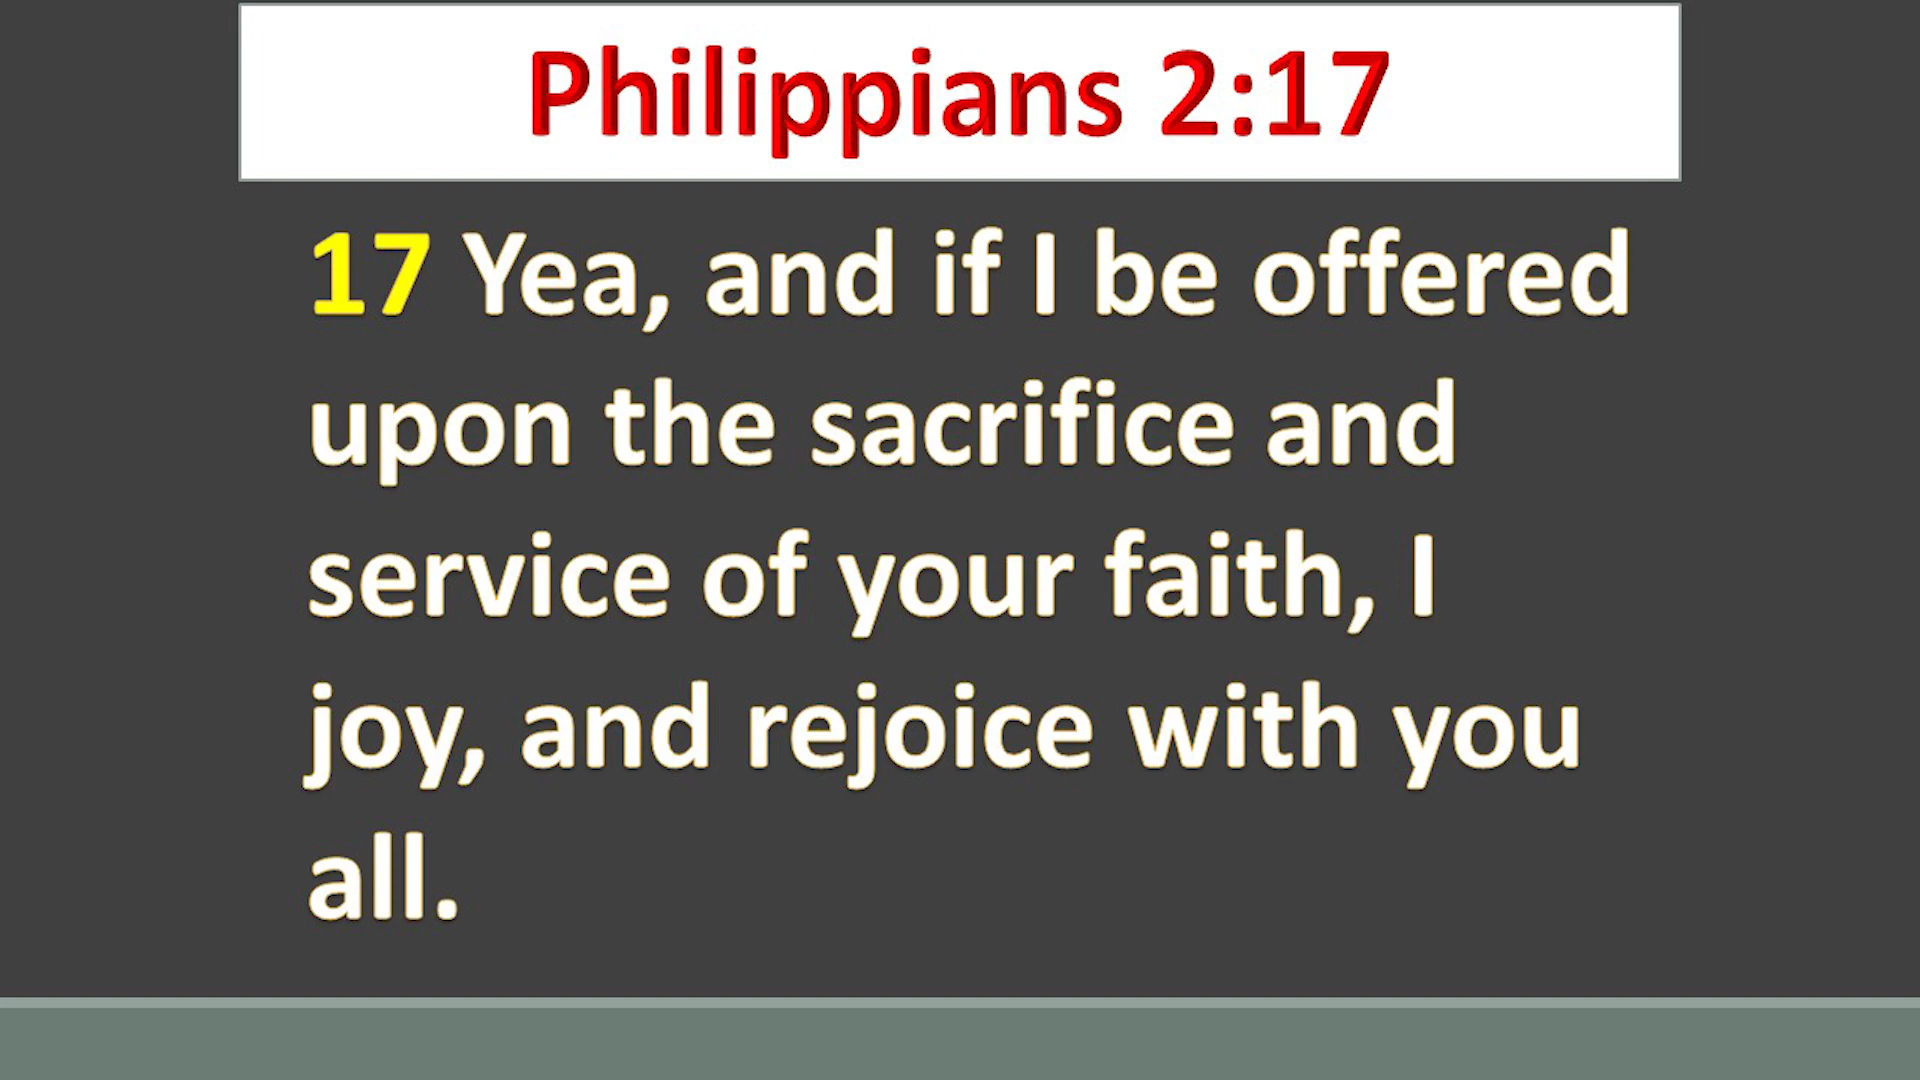 Philippians 2:17
17 Yea, and if I be offered
upon the sacrifice and
service of your faith, I
joy, and rejoice with you
all.